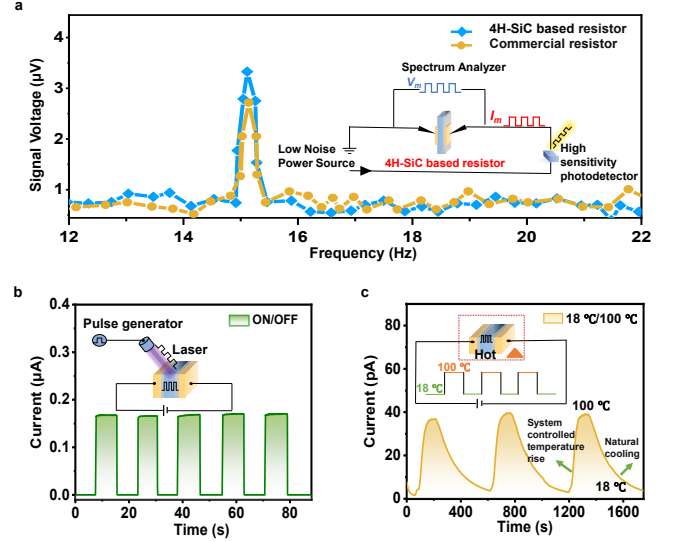 a
4H-SiC based resistor
Commercial resistor
Signal Voltage (μV)
4
3
2
1
Spectrum Analyzer
Vm
Im
Low Noise
Power Source
4H-SiC based resistor
High
sensitivity
photodetector
12 14 16 18 20 22
Frequency (Hz)
b
ON/OFF
Pulse generator
Laser
Current (μA)
0.4
0.3
0.2
0.1
0.0
0 20 40 60 80
Time (s)
c
18 ℃/100 ℃
Hot
100 ℃
18 ℃
Current (pA)
80
60
40
20
0
100 ℃
System
controlled
temperature
rise
Natural
cooling
18 ℃
0 400 800 1200 1600
Time (s)